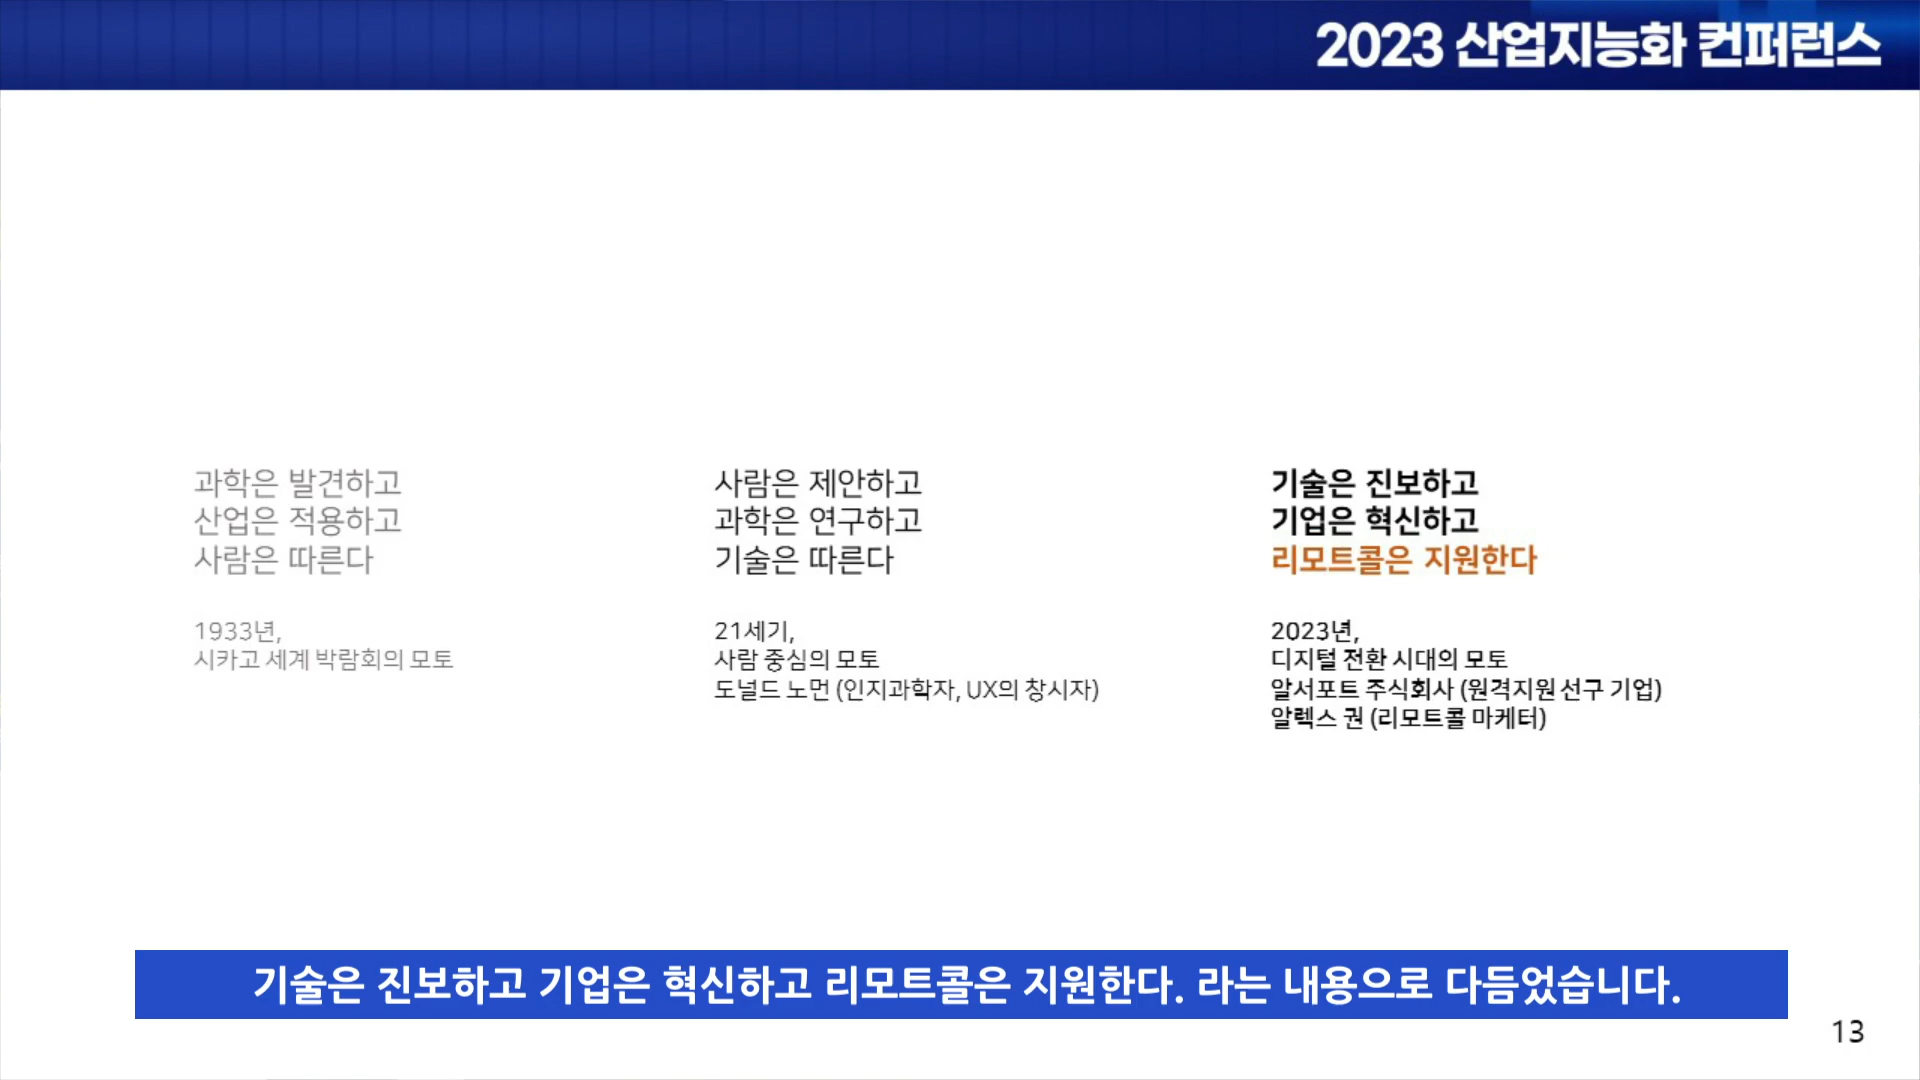 2023 산업지능화 컨퍼런스
과학은 발견하고
산업은 적용하고
사람은 따른다
1933년,
시카고 세계 박람회의 모토
사람은 제안하고
과학은 연구하고
기술은 따른다
21세기,
사람 중심의 모토
도널드 노먼 (인지과학자, UX의 창시자)
기술은 진보하고
기업은 혁신하고
리모트콜은 지원한다
2023년,
디지털 전환 시대의 모토
알서포트 주식회사 (원격지원 선구 기업)
알렉스 권 (리모트콜 마케터)
기술은 진보하고 기업은 혁신하고 리모트콜은 지원한다. 라는 내용으로 다듬었습니다.
13